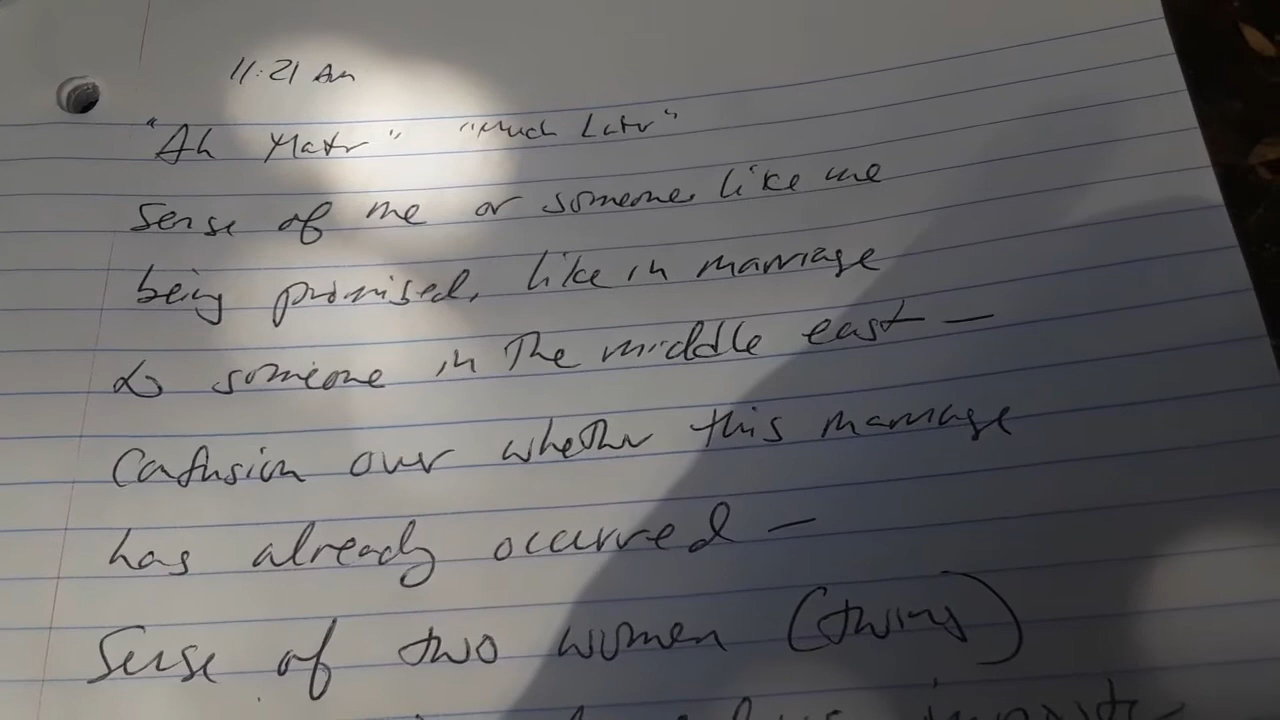 11:21 Am
"Ah Matr" "Much Later"
Sense of me or someone like me
being promised, like in marriage
to someone in The middle east —
Confusion over whether this marriage
has already occurred —
Sense of two women (twins)